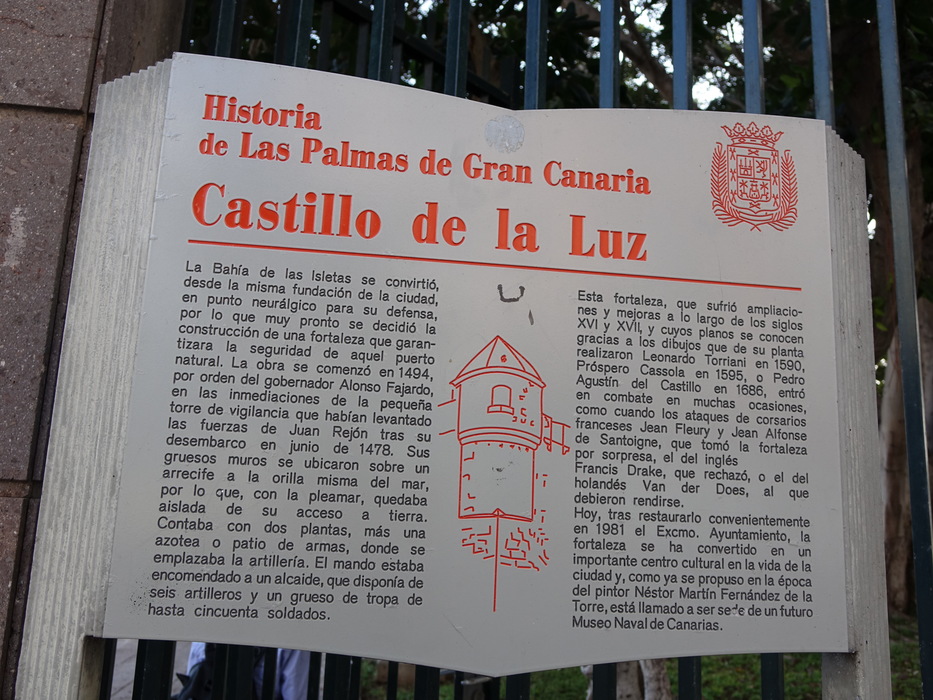 Historia
de Las Palmas de Gran Canaria
Castillo de la Luz
La Bahía de las Isletas se convirtió,
desde la misma fundación de la ciudad,
en punto neurálgico para su defensa,
por lo que muy pronto se decidió la
construcción de una fortaleza que garan-
tizara la seguridad de aquel puerto
natural. La obra se comenzó en 1494,
por orden del gobernador Alonso Fajardo,
en las inmediaciones de la pequeña
torre de vigilancia que habían levantado
las fuerzas de Juan Rejón tras su
desembarco en junio de 1478. Sus
gruesos muros se ubicaron sobre un
arrecife a la orilla misma del mar,
por lo que, con la pleamar, quedaba
aislada de su acceso a tierra.
Contaba con dos plantas, más una
azotea o patio de armas, donde se
emplazaba la artillería. El mando estaba
encomendado a un alcaide, que disponía de
seis artilleros y un grueso de tropa de
hasta cincuenta soldados.
Esta fortaleza, que sufrió ampliacio-
nes y mejoras a lo largo de los siglos
XVI y XVII, y cuyos planos se conocen
gracias a los dibujos que de su planta
realizaron Leonardo Torriani en 1590,
Próspero Cassola en 1595, o Pedro
Agustín del Castillo en 1686, entró
en combate en muchas ocasiones,
como cuando los ataques de corsarios
franceses Jean Fleury y Jean Alfonse
de Santoigne, que tomó la fortaleza
por sorpresa, el del inglés
Francis Drake, que rechazó, o el del
holandés Van der Does, al que
debieron rendirse.
Hoy, tras restaurarlo convenientemente
en 1981 el Excmo. Ayuntamiento, la
fortaleza se ha convertido en un
importante centro cultural en la vida de la
ciudad y, como ya se propuso en la época
del pintor Néstor Martín Fernández de la
Torre, está llamado a ser sede de un futuro
Museo Naval de Canarias.